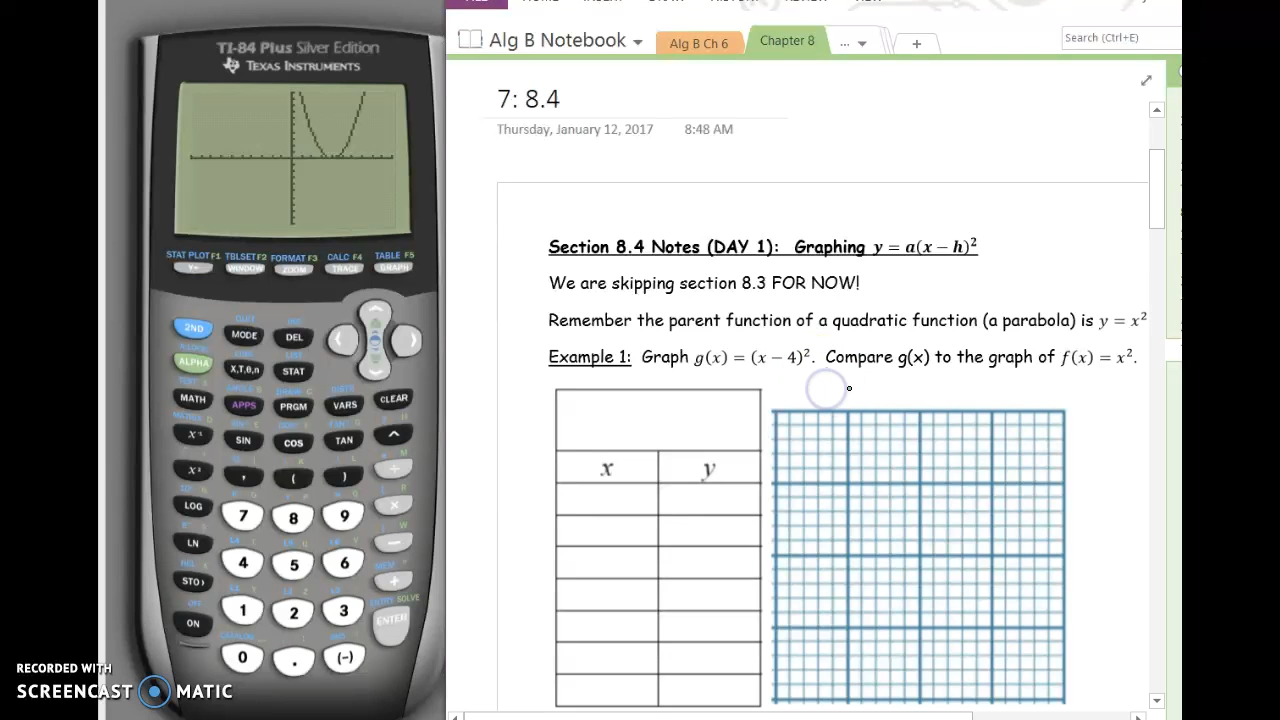 TI-84 Plus Silver Edition
TEXAS INSTRUMENTS
STAT PLOT F1 TBLSET F2 FORMAT F3 CALC F4 TABLE F5
Y= WINDOW ZOOM TRACE GRAPH
2ND MODE DEL
ALPHA X,T,θ,n STAT
MATH APPS PRGM VARS CLEAR
X⁻¹ SIN COS TAN ^
X² , ( ) ÷
LOG 7 8 9 ×
LN 4 5 6 −
STO› 1 2 3 +
ON 0 . (−) ENTER
RECORDED WITH
SCREENCAST MATIC
Alg B Notebook
Alg B Ch 6
Chapter 8
...
+
Search (Ctrl+E)
7: 8.4
Thursday, January 12, 2017 8:48 AM
Section 8.4 Notes (DAY 1): Graphing y = a(x − h)²
We are skipping section 8.3 FOR NOW!
Remember the parent function of a quadratic function (a parabola) is y = x²
Example 1: Graph g(x) = (x − 4)². Compare g(x) to the graph of f(x) = x².
x y